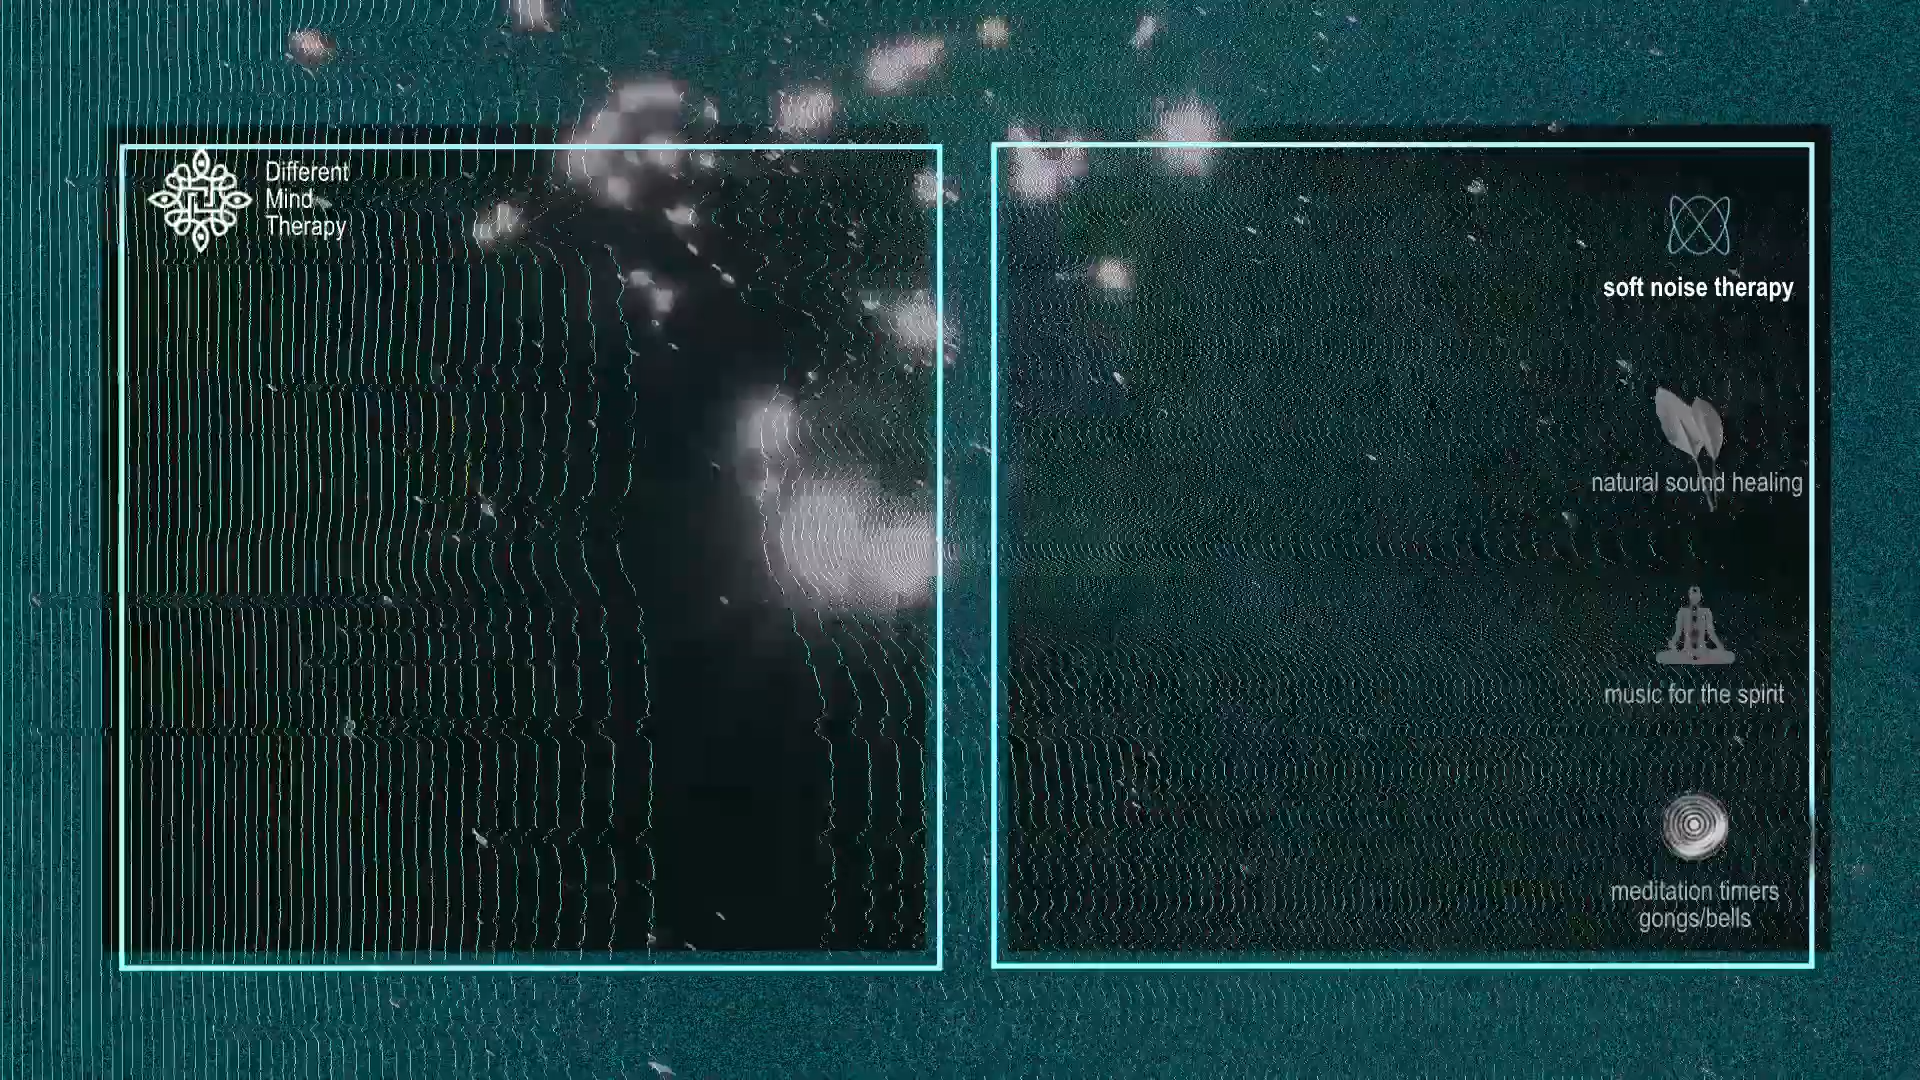 Different
Mind
Therapy
soft noise therapy
natural sound healing
music for the spirit
meditation timers
gongs/bells